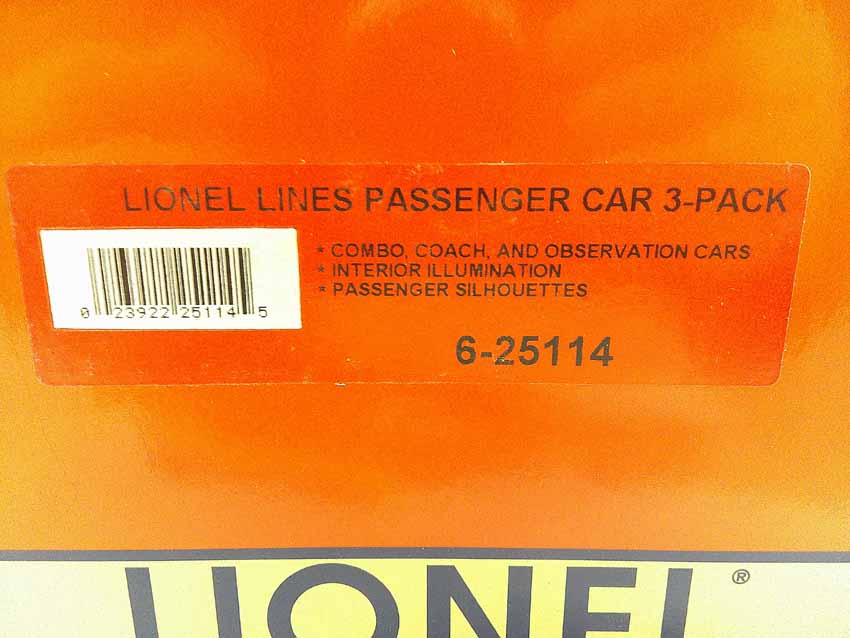 LIONEL LINES PASSENGER CAR 3-PACK
* COMBO, COACH, AND OBSERVATION CARS
* INTERIOR ILLUMINATION
* PASSENGER SILHOUETTES
0 23922 25114 5
6-25114
LIONEL®